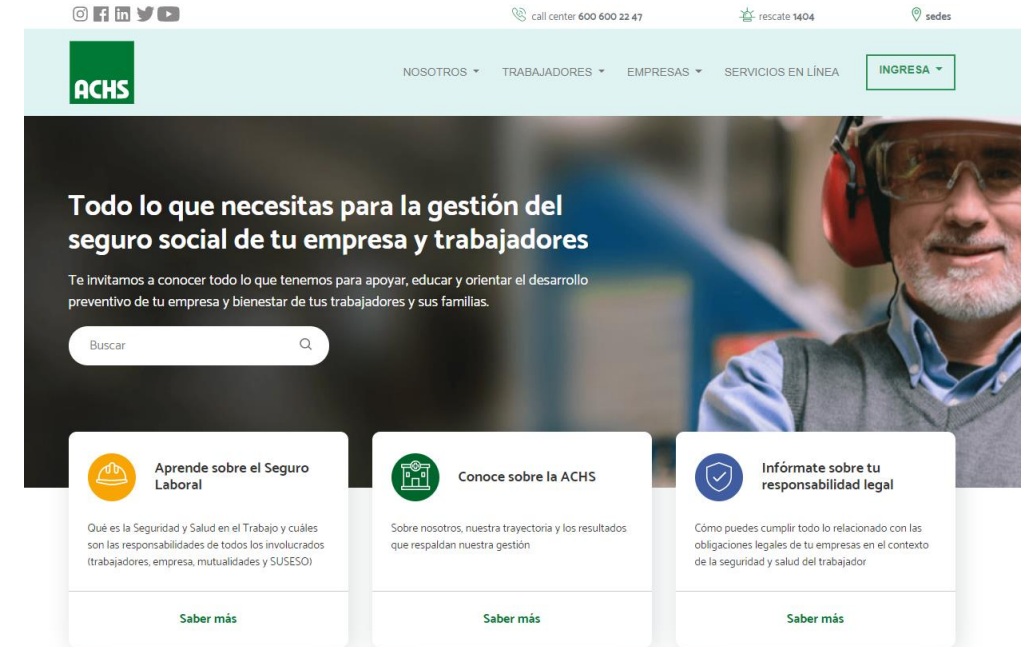 call center 600 600 22 47
rescate 1404
sedes
ACHS
NOSOTROS
TRABAJADORES
EMPRESAS
SERVICIOS EN LÍNEA
INGRESA
Todo lo que necesitas para la gestión del
seguro social de tu empresa y trabajadores
Te invitamos a conocer todo lo que tenemos para apoyar, educar y orientar el desarrollo
preventivo de tu empresa y bienestar de tus trabajadores y sus familias.
Buscar
Aprende sobre el Seguro
Laboral
Qué es la Seguridad y Salud en el Trabajo y cuáles
son las responsabilidades de todos los involucrados
(trabajadores, empresa, mutualidades y SUSESO)
Saber más
Conoce sobre la ACHS
Sobre nosotros, nuestra trayectoria y los resultados
que respaldan nuestra gestión
Saber más
Infórmate sobre tu
responsabilidad legal
Cómo puedes cumplir todo lo relacionado con las
obligaciones legales de tu empresas en el contexto
de la seguridad y salud del trabajador
Saber más